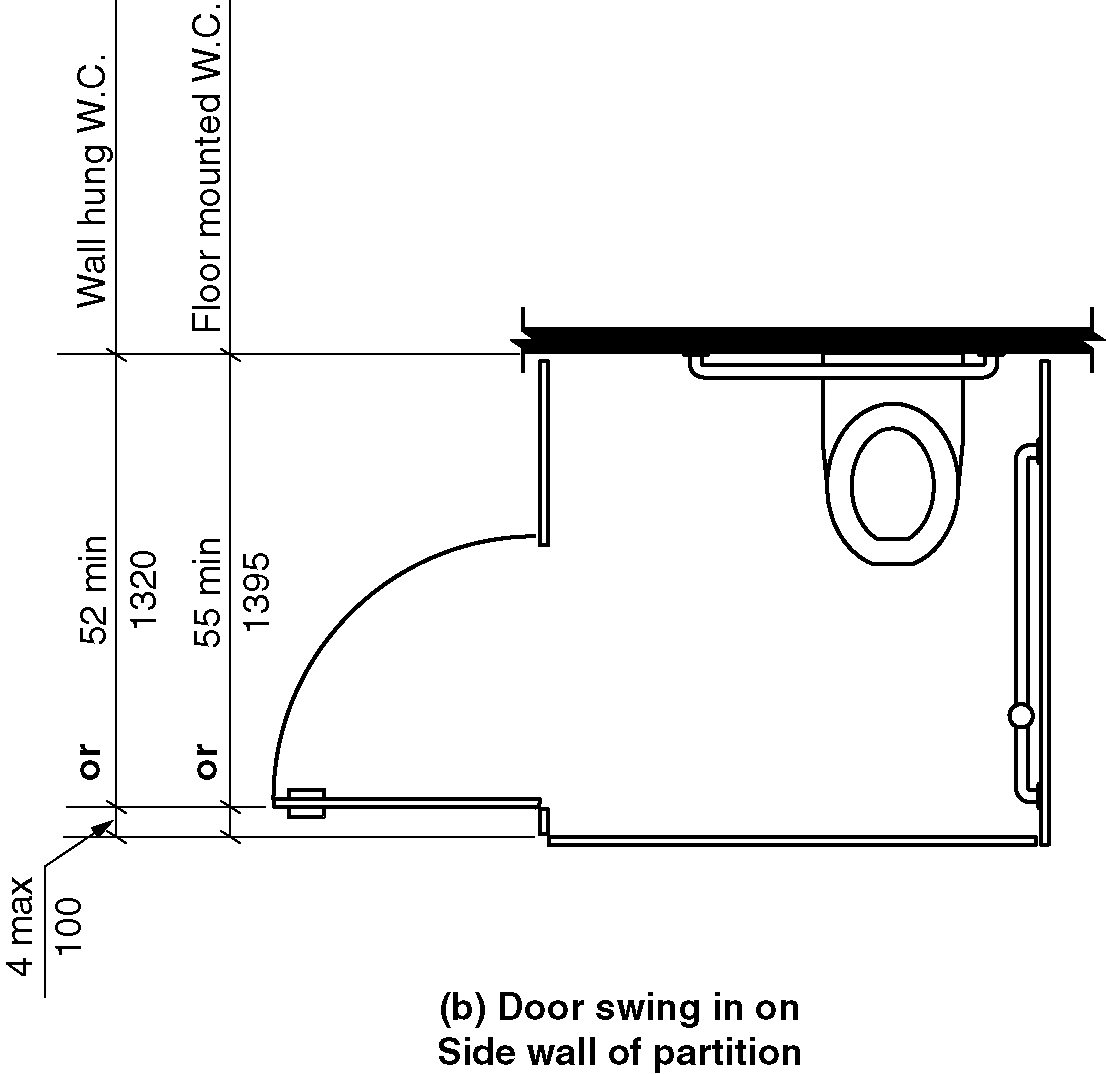 Wall hung W.C.
Floor mounted W.C.
or 52 min
1320
or 55 min
1395
4 max
100
(b) Door swing in on
Side wall of partition